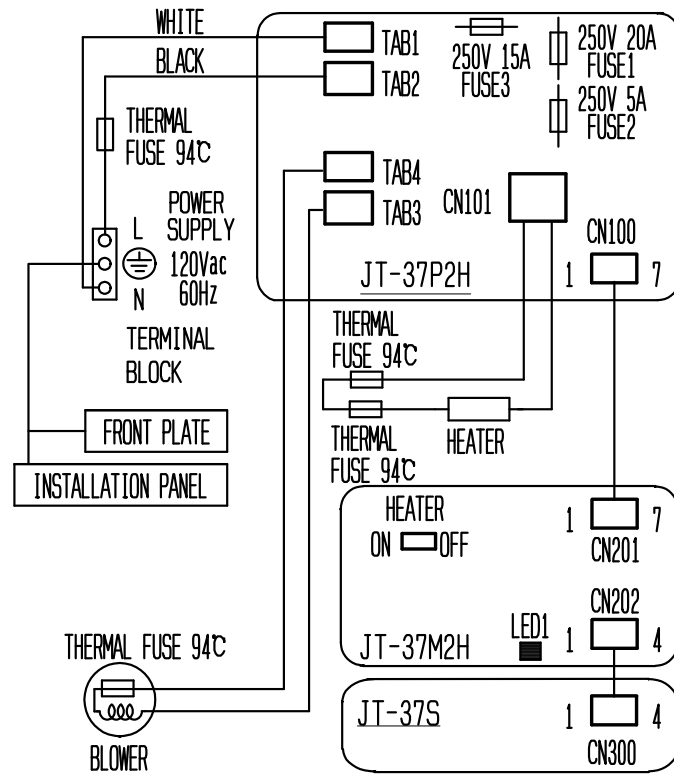 WHITE
TAB1
BLACK
TAB2
250V 15A
FUSE3
250V 20A
FUSE1
250V 5A
FUSE2
THERMAL
FUSE 94℃
TAB4
TAB3
CN101
CN100
1
7
JT-37P2H
POWER
SUPPLY
120Vac
60Hz
L
N
TERMINAL
BLOCK
THERMAL
FUSE 94℃
FRONT PLATE
INSTALLATION PANEL
THERMAL
FUSE 94℃
HEATER
HEATER
ON
OFF
1
7
CN201
CN202
LED1
1
4
JT-37M2H
THERMAL FUSE 94℃
BLOWER
JT-37S
1
4
CN300